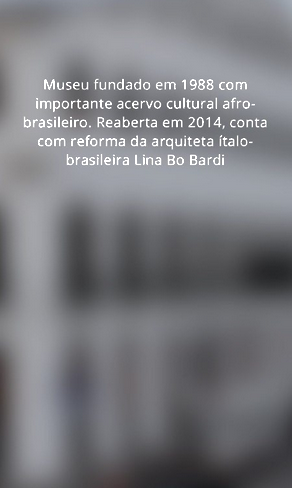 Museu fundado em 1988 com
importante acervo cultural afro-
brasileiro. Reaberta em 2014, conta
com reforma da arquiteta ítalo-
brasileira Lina Bo Bardi